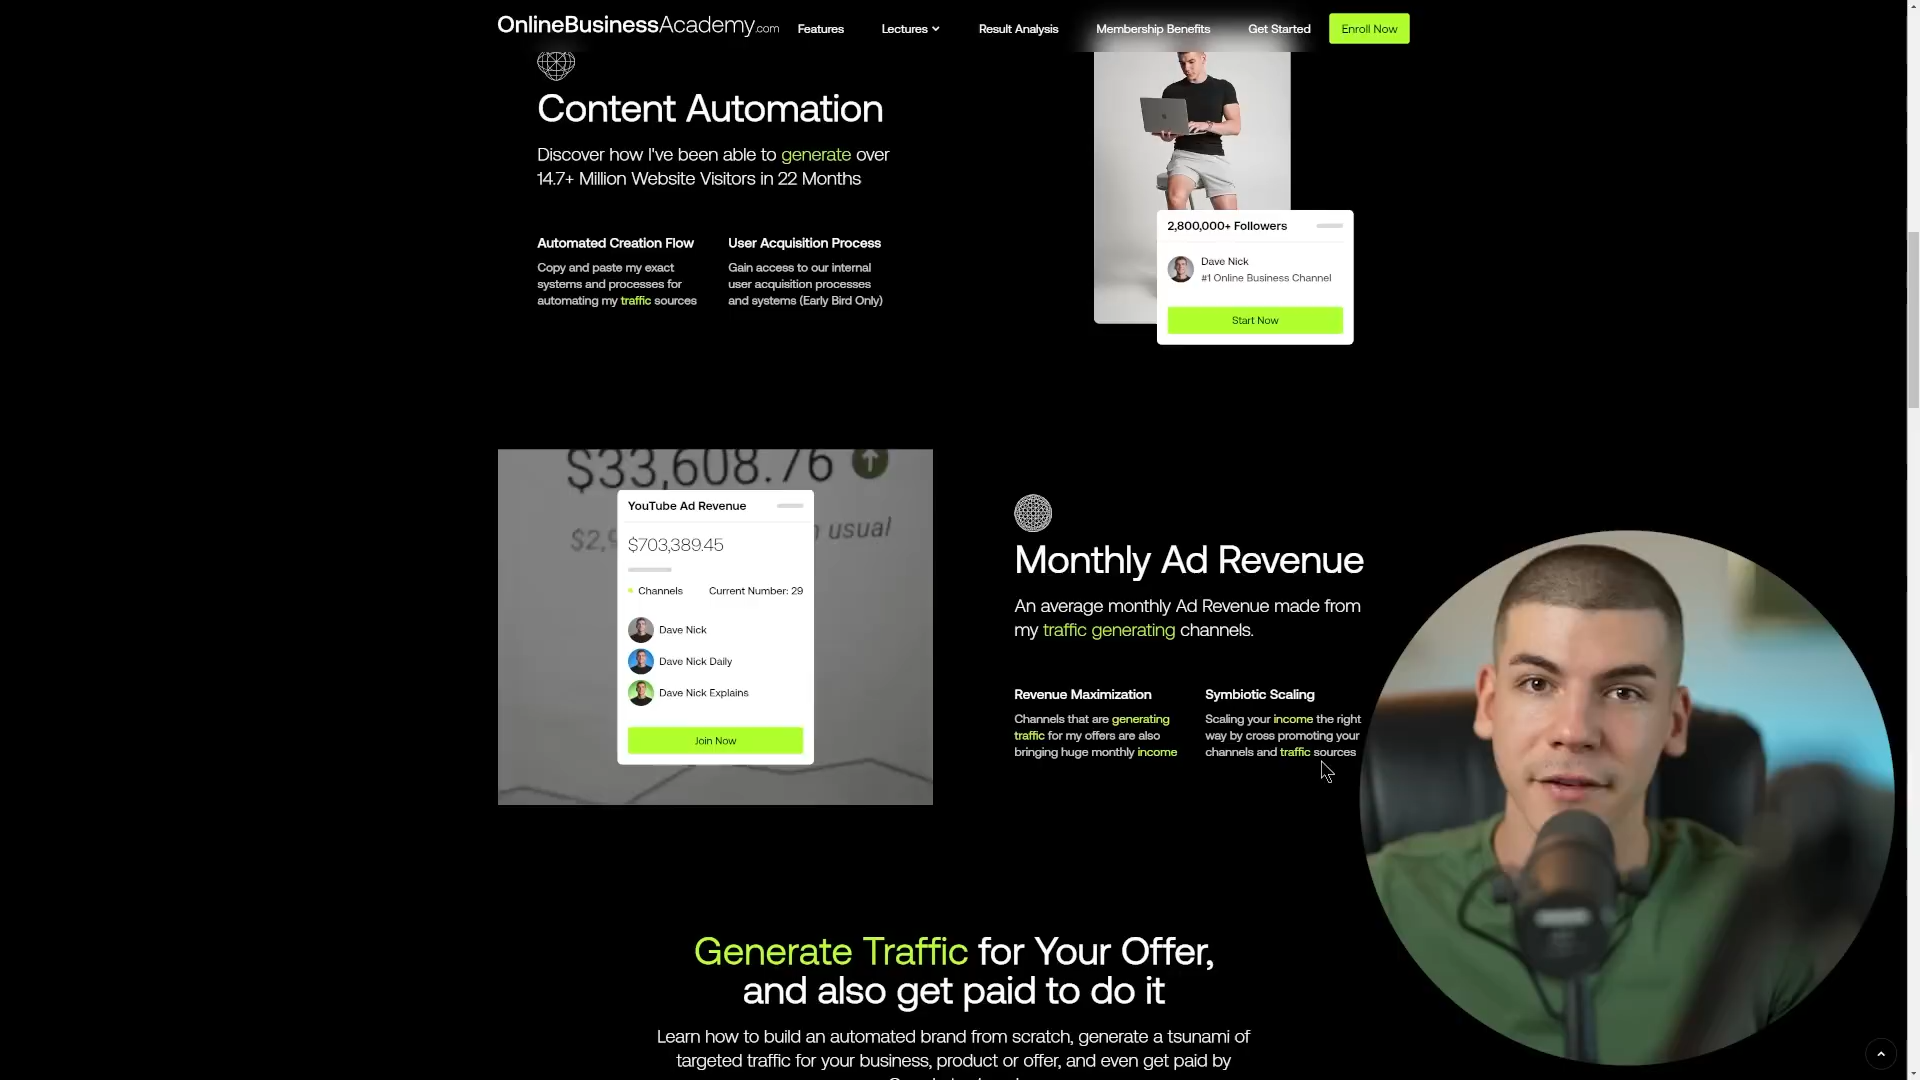 OnlineBusinessAcademy.com
Features
Lectures
Result Analysis
Membership Benefits
Get Started
Enroll Now
Content Automation
Discover how I've been able to generate over
14.7+ Million Website Visitors in 22 Months
Automated Creation Flow
Copy and paste my exact
systems and processes for
automating my traffic sources
User Acquisition Process
Gain access to our internal
user acquisition processes
and systems (Early Bird Only)
2,800,000+ Followers
Dave Nick
#1 Online Business Channel
Start Now
$33,608.76
usual
YouTube Ad Revenue
$703,389.45
Channels
Current Number: 29
Dave Nick
Dave Nick Daily
Dave Nick Explains
Join Now
Monthly Ad Revenue
An average monthly Ad Revenue made from
my traffic generating channels.
Revenue Maximization
Channels that are generating
traffic for my offers are also
bringing huge monthly income
Symbiotic Scaling
Scaling your income the right
way by cross promoting your
channels and traffic sources
Generate Traffic for Your Offer,
and also get paid to do it
Learn how to build an automated brand from scratch, generate a tsunami of
targeted traffic for your business, product or offer, and even get paid by